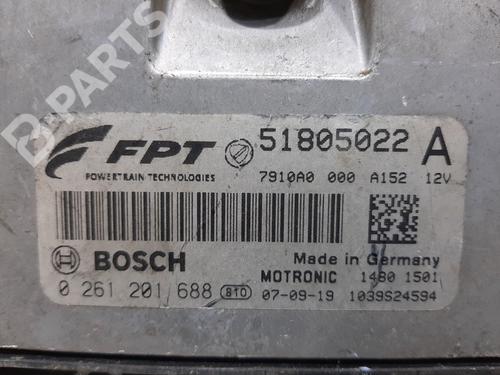 B-PARTS
FPT 51805022 A
POWERTRAIN TECHNOLOGIES 7910A0 000 A152 12V
BOSCH Made in Germany
MOTRONIC 1480 1501
0 261 201 688 810 07-09-19 1039S24594